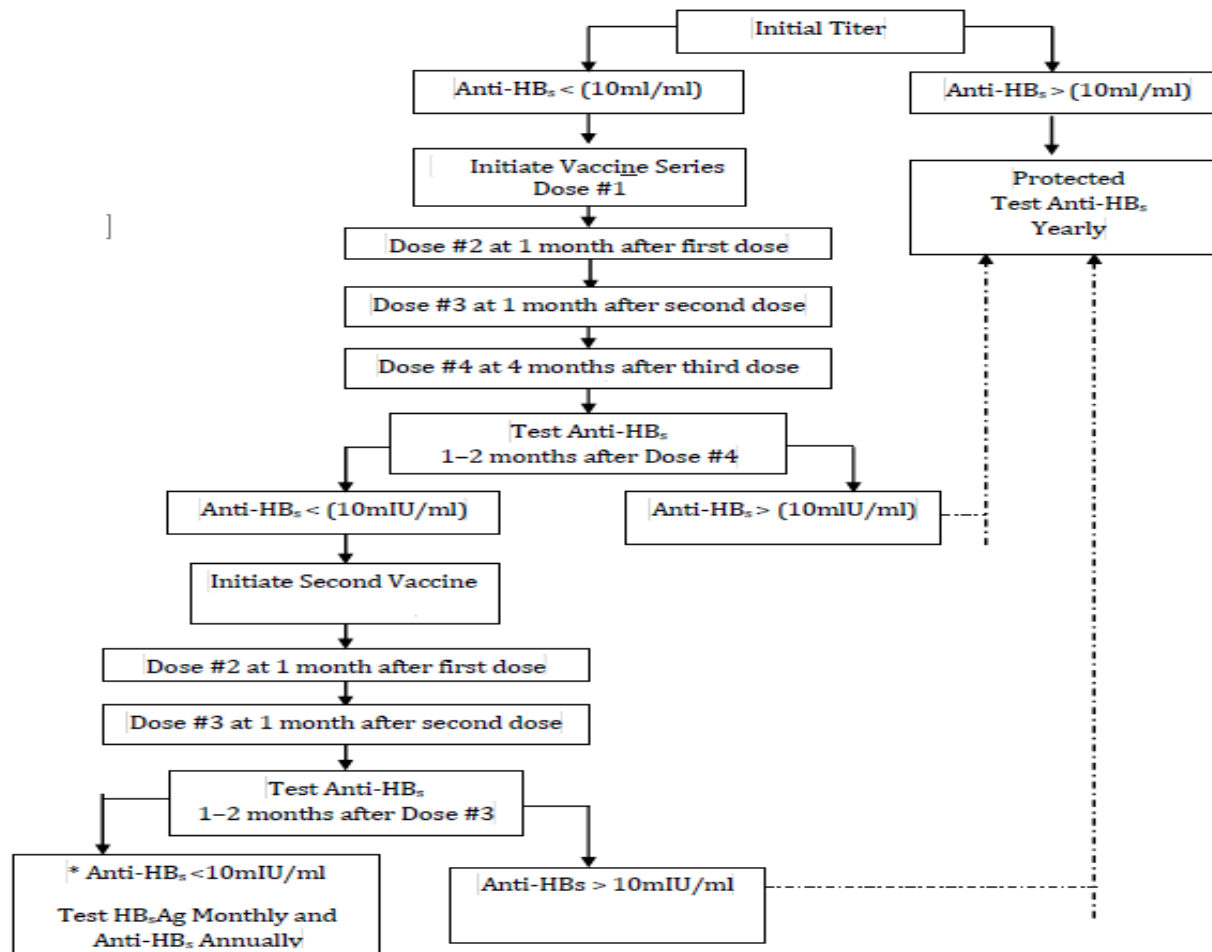 Initial Titer
Anti-HBₛ < (10ml/ml)
Anti-HBₛ > (10ml/ml)
Initiate Vaccine Series
Dose #1
Protected
Test Anti-HBₛ
Yearly
]
Dose #2 at 1 month after first dose
Dose #3 at 1 month after second dose
Dose #4 at 4 months after third dose
Test Anti-HBₛ
1–2 months after Dose #4
Anti-HBₛ < (10mIU/ml)
Anti-HBₛ > (10mIU/ml)
Initiate Second Vaccine
Dose #2 at 1 month after first dose
Dose #3 at 1 month after second dose
Test Anti-HBₛ
1–2 months after Dose #3
* Anti-HBₛ <10mIU/ml
Test HBₛAg Monthly and
Anti-HBₛ Annually
Anti-HBs > 10mIU/ml